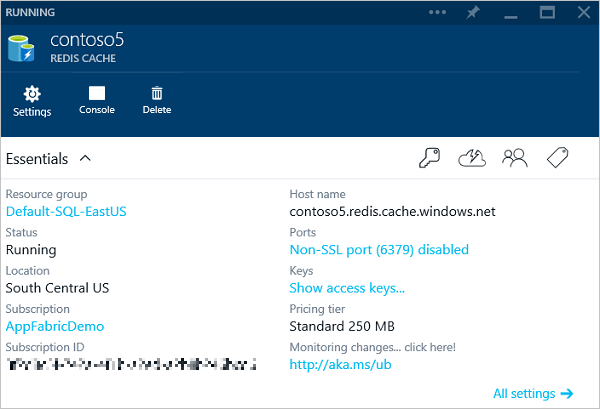 RUNNING
contoso5
REDIS CACHE
Settings
Console
Delete
Essentials
Resource group
Default-SQL-EastUS
Status
Running
Location
South Central US
Subscription
AppFabricDemo
Subscription ID
Host name
contoso5.redis.cache.windows.net
Ports
Non-SSL port (6379) disabled
Keys
Show access keys...
Pricing tier
Standard 250 MB
Monitoring changes... click here!
http://aka.ms/ub
All settings